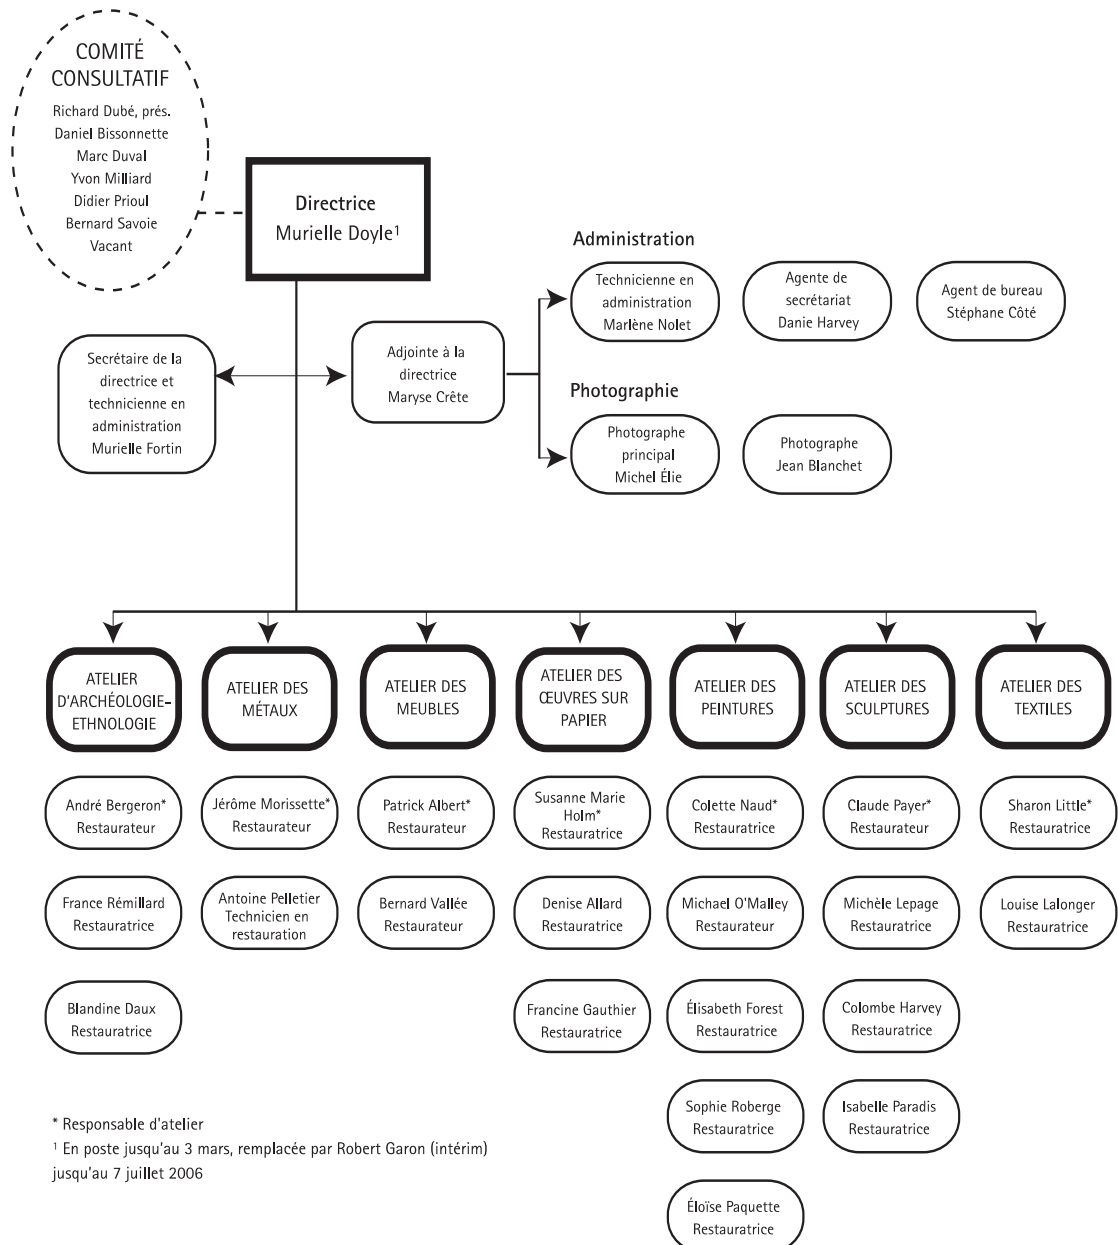 COMITÉ
CONSULTATIF
Richard Dubé, prés.
Daniel Bissonnette
Marc Duval
Yvon Milliard
Didier Prioul
Bernard Savoie
Vacant
Directrice
Murielle Doyle¹
Administration
Technicienne en
administration
Marlène Nolet
Agente de
secrétariat
Danie Harvey
Agent de bureau
Stéphane Côté
Secrétaire de la
directrice et
technicienne en
administration
Murielle Fortin
Adjointe à la
directrice
Maryse Crête
Photographie
Photographe
principal
Michel Élie
Photographe
Jean Blanchet
ATELIER
D'ARCHÉOLOGIE-
ETHNOLOGIE
ATELIER DES
MÉTAUX
ATELIER DES
MEUBLES
ATELIER DES
ŒUVRES SUR
PAPIER
ATELIER DES
PEINTURES
ATELIER DES
SCULPTURES
ATELIER DES
TEXTILES
André Bergeron*
Restaurateur
Jérôme Morissette*
Restaurateur
Patrick Albert*
Restaurateur
Susanne Marie
Holm*
Restauratrice
Colette Naud*
Restauratrice
Claude Payer*
Restaurateur
Sharon Little*
Restauratrice
France Rémillard
Restauratrice
Antoine Pelletier
Technicien en
restauration
Bernard Vallée
Restaurateur
Denise Allard
Restauratrice
Michael O'Malley
Restaurateur
Michèle Lepage
Restauratrice
Louise Lalonger
Restauratrice
Blandine Daux
Restauratrice
Francine Gauthier
Restauratrice
Élisabeth Forest
Restauratrice
Colombe Harvey
Restauratrice
Sophie Roberge
Restauratrice
Isabelle Paradis
Restauratrice
Éloïse Paquette
Restauratrice
* Responsable d'atelier
¹ En poste jusqu'au 3 mars, remplacée par Robert Garon (intérim)
jusqu'au 7 juillet 2006